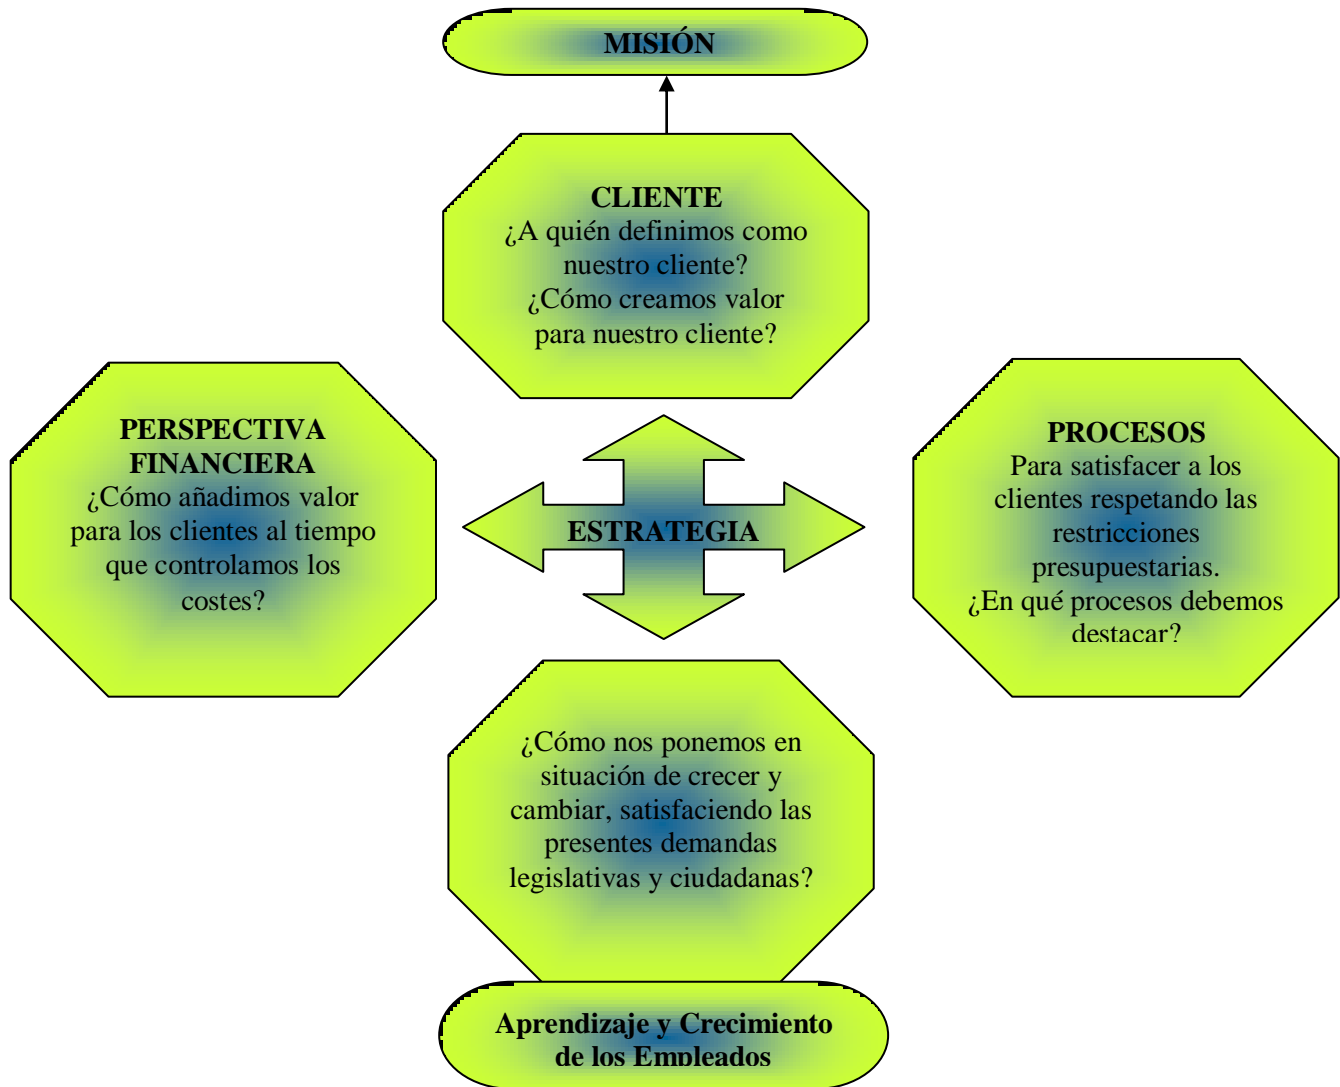 MISIÓN
CLIENTE
¿A quién definimos como
nuestro cliente?
¿Cómo creamos valor
para nuestro cliente?
PERSPECTIVA
FINANCIERA
¿Cómo añadimos valor
para los clientes al tiempo
que controlamos los
costes?
ESTRATEGIA
PROCESOS
Para satisfacer a los
clientes respetando las
restricciones
presupuestarias.
¿En qué procesos debemos
destacar?
¿Cómo nos ponemos en
situación de crecer y
cambiar, satisfaciendo las
presentes demandas
legislativas y ciudadanas?
Aprendizaje y Crecimiento
de los Empleados